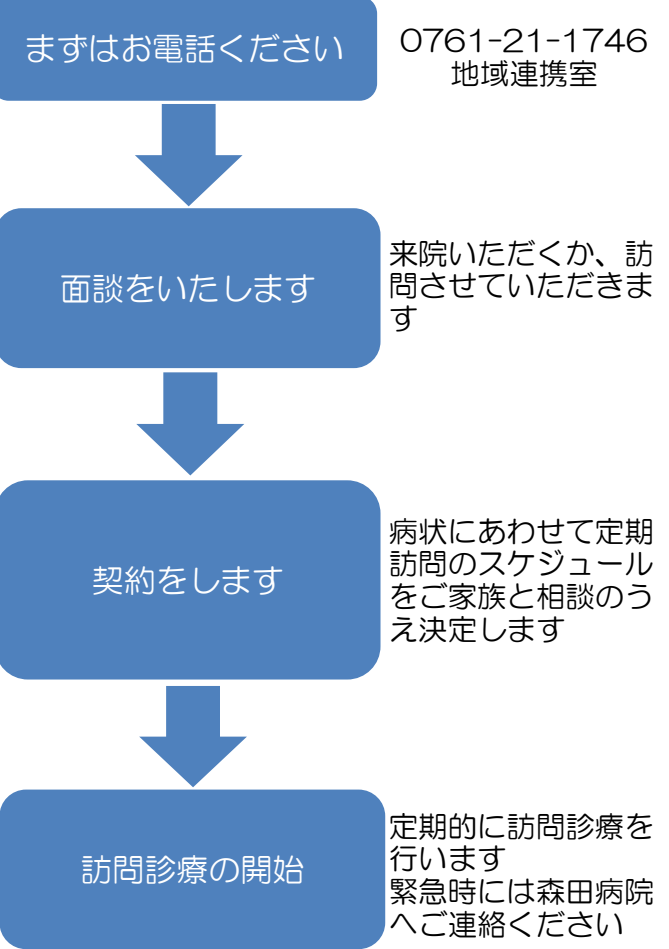 まずはお電話ください
0761-21-1746
地域連携室
面談をいたします
来院いただくか、訪
問させていただきま
す
契約をします
病状にあわせて定期
訪問のスケジュール
をご家族と相談のう
え決定します
訪問診療の開始
定期的に訪問診療を
行います
緊急時には森田病院
へご連絡ください